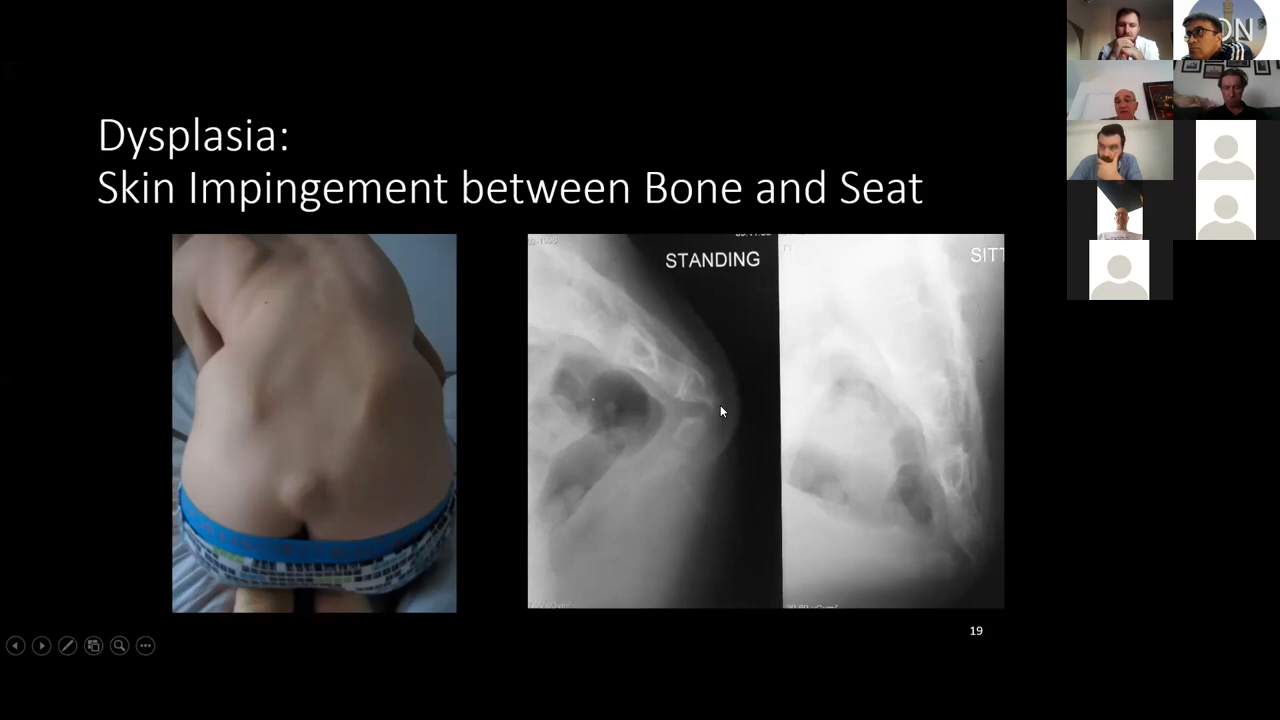 Dysplasia:
Skin Impingement between Bone and Seat
STANDING
SITT
19